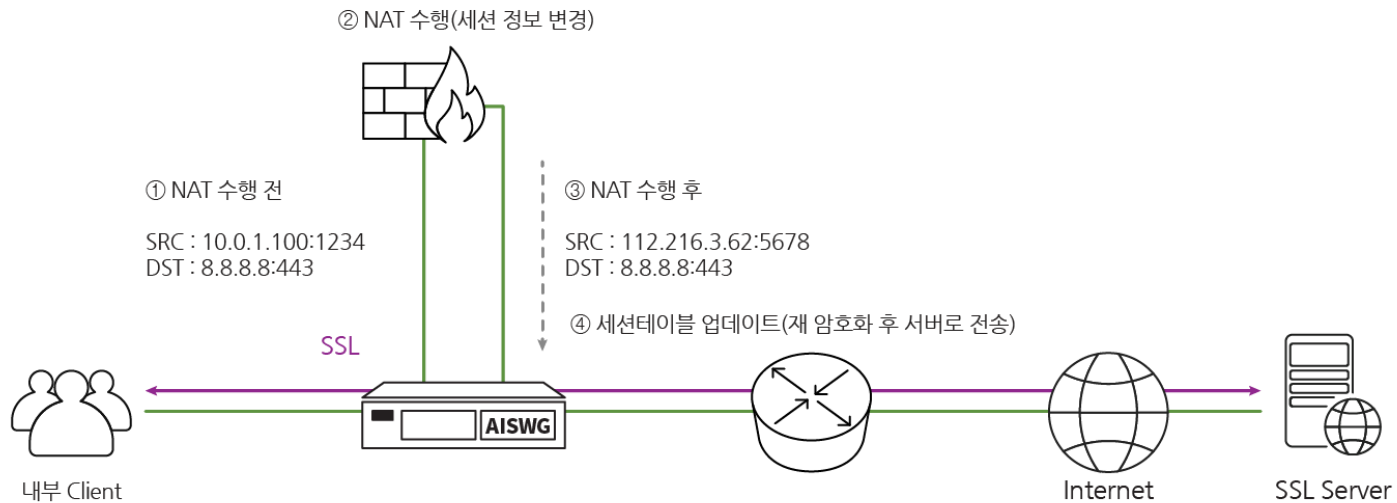 ② NAT 수행(세션 정보 변경)
① NAT 수행 전
SRC : 10.0.1.100:1234
DST : 8.8.8.8:443
③ NAT 수행 후
SRC : 112.216.3.62:5678
DST : 8.8.8.8:443
④ 세션테이블 업데이트(재 암호화 후 서버로 전송)
SSL
AISWG
내부 Client
Internet
SSL Server